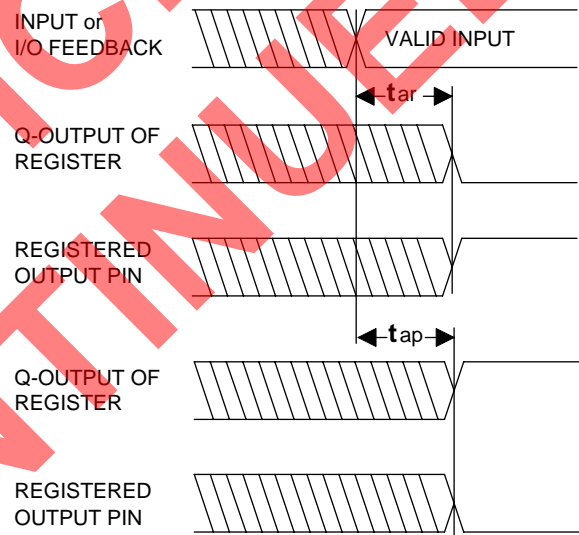 INPUT or
I/O FEEDBACK
VALID INPUT
tar
Q-OUTPUT OF
REGISTER
REGISTERED
OUTPUT PIN
tap
Q-OUTPUT OF
REGISTER
REGISTERED
OUTPUT PIN